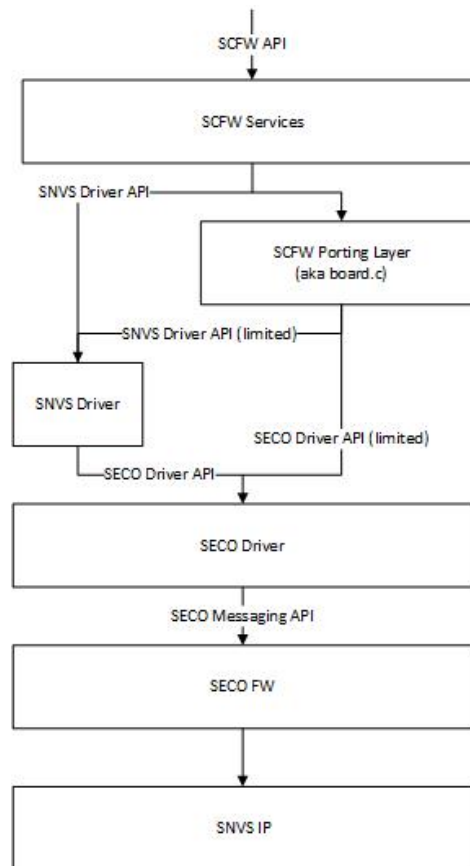 SCFW API
SCFW Services
SNVS Driver API
SCFW Porting Layer
(aka board.c)
SNVS Driver API (limited)
SNVS Driver
SECO Driver API (limited)
SECO Driver API
SECO Driver
SECO Messaging API
SECO FW
SNVS IP